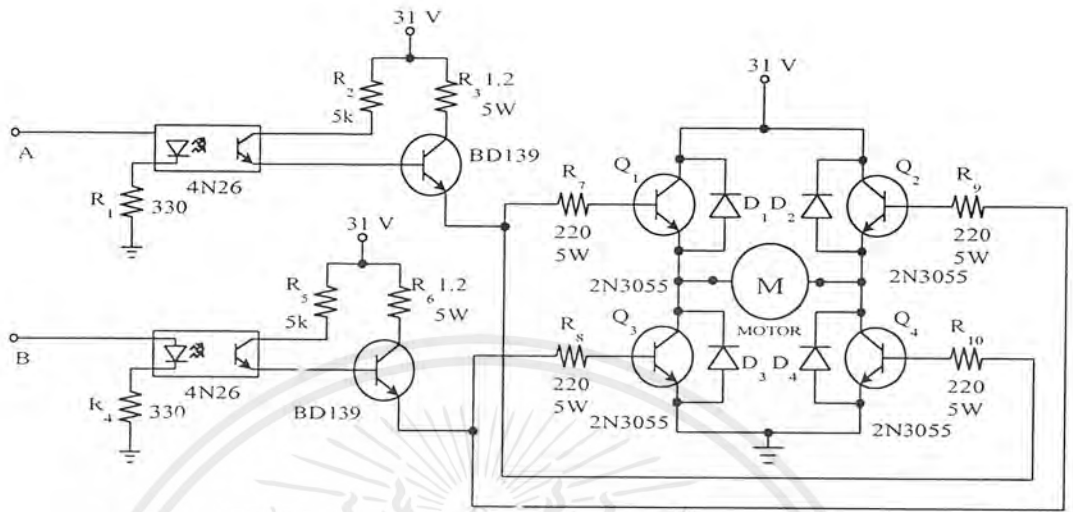 31 V
R2
5k
R3 1.2
5W
A
4N26
BD139
R1
330
31 V
R5
5k
R6 1.2
5W
B
4N26
BD139
R4
330
31 V
Q1
Q2
R7
220
5W
D1 D2
R9
220
5W
2N3055
M
MOTOR
Q3
Q4
R8
220
5W
D3 D4
R10
220
5W
2N3055
2N3055